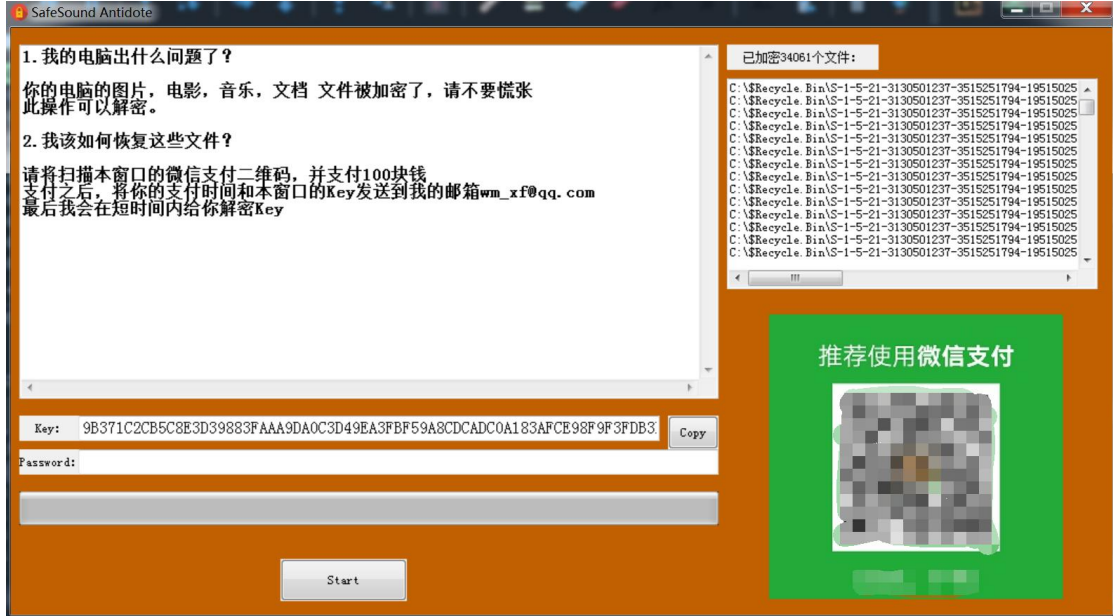 SafeSound Antidote
1.我的电脑出什么问题了？
你的电脑的图片，电影，音乐，文档 文件被加密了，请不要慌张
此操作可以解密。
2.我该如何恢复这些文件？
请将扫描本窗口的微信支付二维码，并支付100块钱
支付之后，将你的支付时间和本窗口的Key发送到我的邮箱wm_xf@qq.com
最后我会在短时间内给你解密Key
已加密34061个文件：
C:\$Recycle.Bin\S-1-5-21-3130501237-3515251794-19515025
C:\$Recycle.Bin\S-1-5-21-3130501237-3515251794-19515025
C:\$Recycle.Bin\S-1-5-21-3130501237-3515251794-19515025
C:\$Recycle.Bin\S-1-5-21-3130501237-3515251794-19515025
C:\$Recycle.Bin\S-1-5-21-3130501237-3515251794-19515025
C:\$Recycle.Bin\S-1-5-21-3130501237-3515251794-19515025
C:\$Recycle.Bin\S-1-5-21-3130501237-3515251794-19515025
C:\$Recycle.Bin\S-1-5-21-3130501237-3515251794-19515025
C:\$Recycle.Bin\S-1-5-21-3130501237-3515251794-19515025
C:\$Recycle.Bin\S-1-5-21-3130501237-3515251794-19515025
C:\$Recycle.Bin\S-1-5-21-3130501237-3515251794-19515025
C:\$Recycle.Bin\S-1-5-21-3130501237-3515251794-19515025
C:\$Recycle.Bin\S-1-5-21-3130501237-3515251794-19515025
C:\$Recycle.Bin\S-1-5-21-3130501237-3515251794-19515025
推荐使用微信支付
Key: 9B371C2CB5C8E3D39883FAAA9DA0C3D49EA3FBF59A8CDCADC0A183AFCE98F9F3FDB3 Copy
Password:
Start